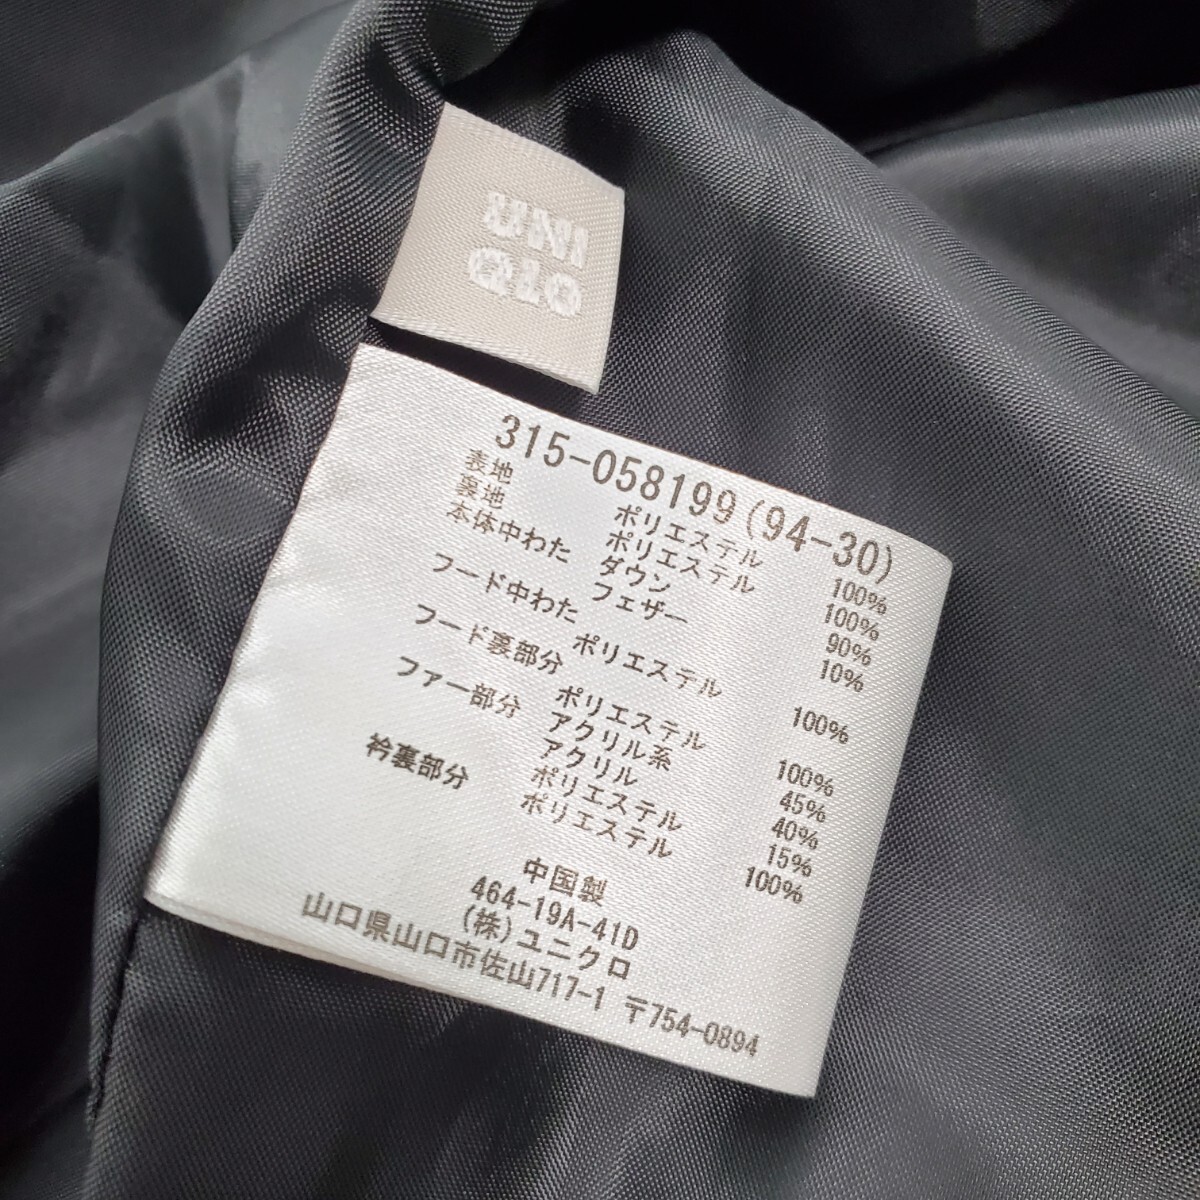 UNI
QLO
315-058199(94-30)
表地 ポリエステル 100%
裏地 ポリエステル 100%
本体中わた ダウン 90%
フェザー 10%
フード中わた ポリエステル 100%
フード裏部分 ポリエステル 100%
ファー部分 アクリル系 45%
アクリル 40%
ポリエステル 15%
衿裏部分 ポリエステル 100%
中国製
464-19A-41D
(株)ユニクロ
山口県山口市佐山717-1 〒754-0894